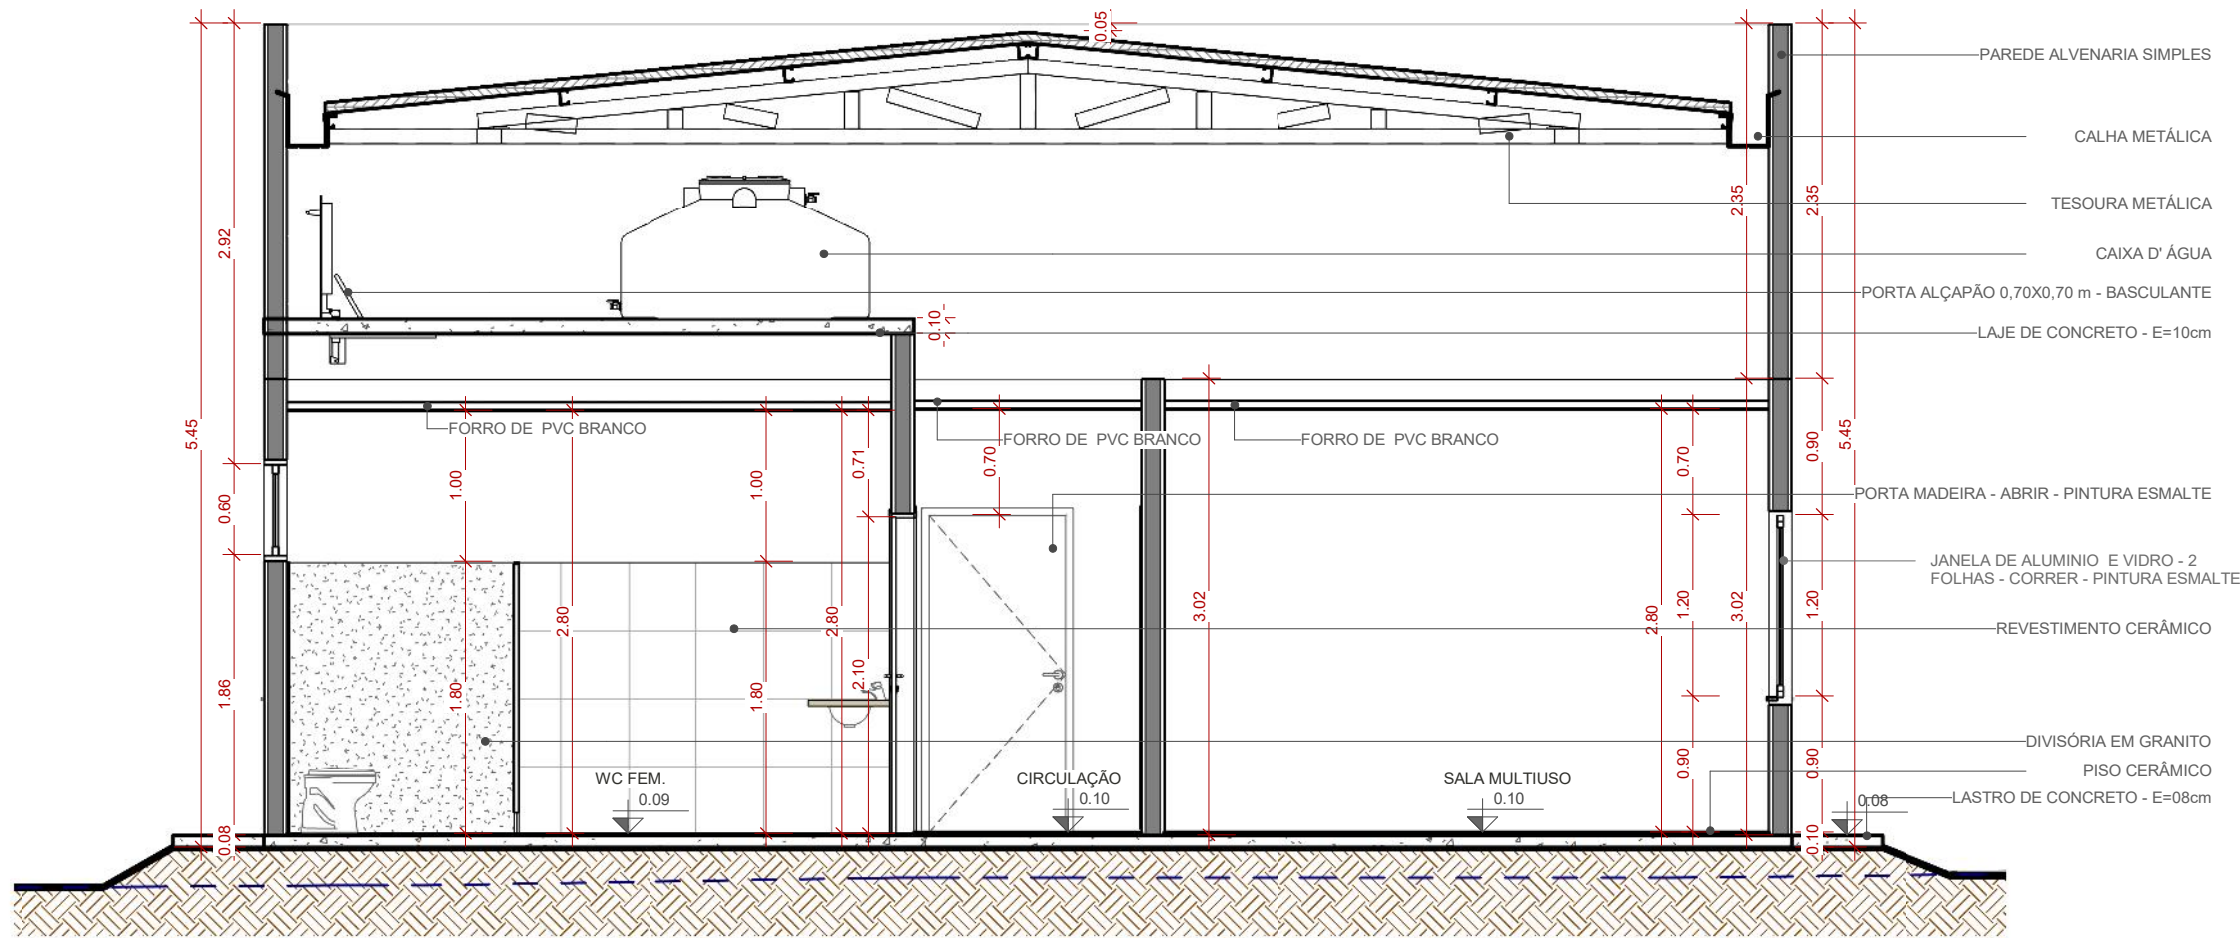 0.05
PAREDE ALVENARIA SIMPLES
CALHA METÁLICA
2.35
2.35
TESOURA METÁLICA
2.92
CAIXA D' ÁGUA
PORTA ALÇAPÃO 0,70X0,70 m - BASCULANTE
0.10
LAJE DE CONCRETO - E=10cm
5.45
FORRO DE  PVC BRANCO
FORRO DE  PVC BRANCO
FORRO DE  PVC BRANCO
0.90
5.45
1.00
1.00
0.71
0.70
0.70
PORTA MADEIRA - ABRIR - PINTURA ESMALTE
0.60
JANELA DE ALUMINIO  E VIDRO - 2
FOLHAS - CORRER - PINTURA ESMALTE
2.80
2.80
3.02
2.80
1.20
3.02
1.20
REVESTIMENTO CERÂMICO
1.86
1.80
1.80
2.10
DIVISÓRIA EM GRANITO
0.90
0.90
PISO CERÂMICO
WC FEM.
CIRCULAÇÃO
SALA MULTIUSO
0.09
0.10
0.10
0.08
LASTRO DE CONCRETO - E=08cm
0.08
0.10